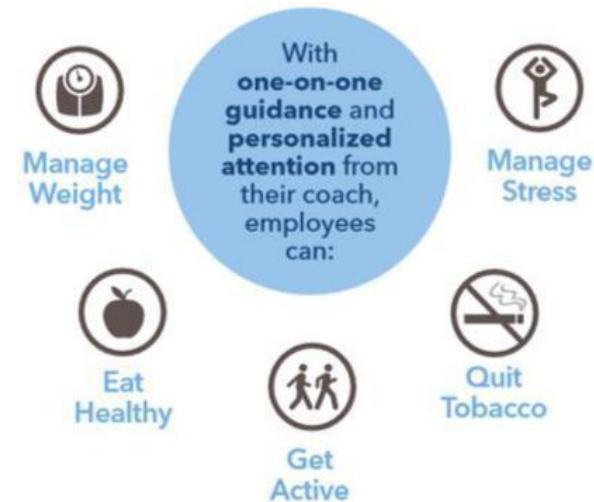 With
one-on-one
guidance and
personalized
attention from
their coach,
employees
can:
Manage
Weight
Eat
Healthy
Get
Active
Quit
Tobacco
Manage
Stress